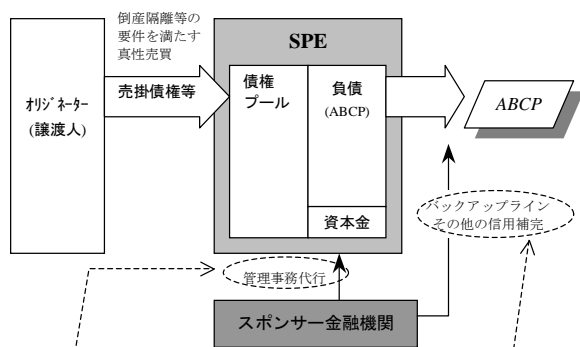 倒産隔離等の
要件を満たす
真性売買
SPE
ｵﾘｼﾞﾈｰﾀｰ
(譲渡人)
売掛債権等
債権
プール
負債
(ABCP)
資本金
ABCP
バックアップライン
その他の信用補完
管理事務代行
スポンサー金融機関